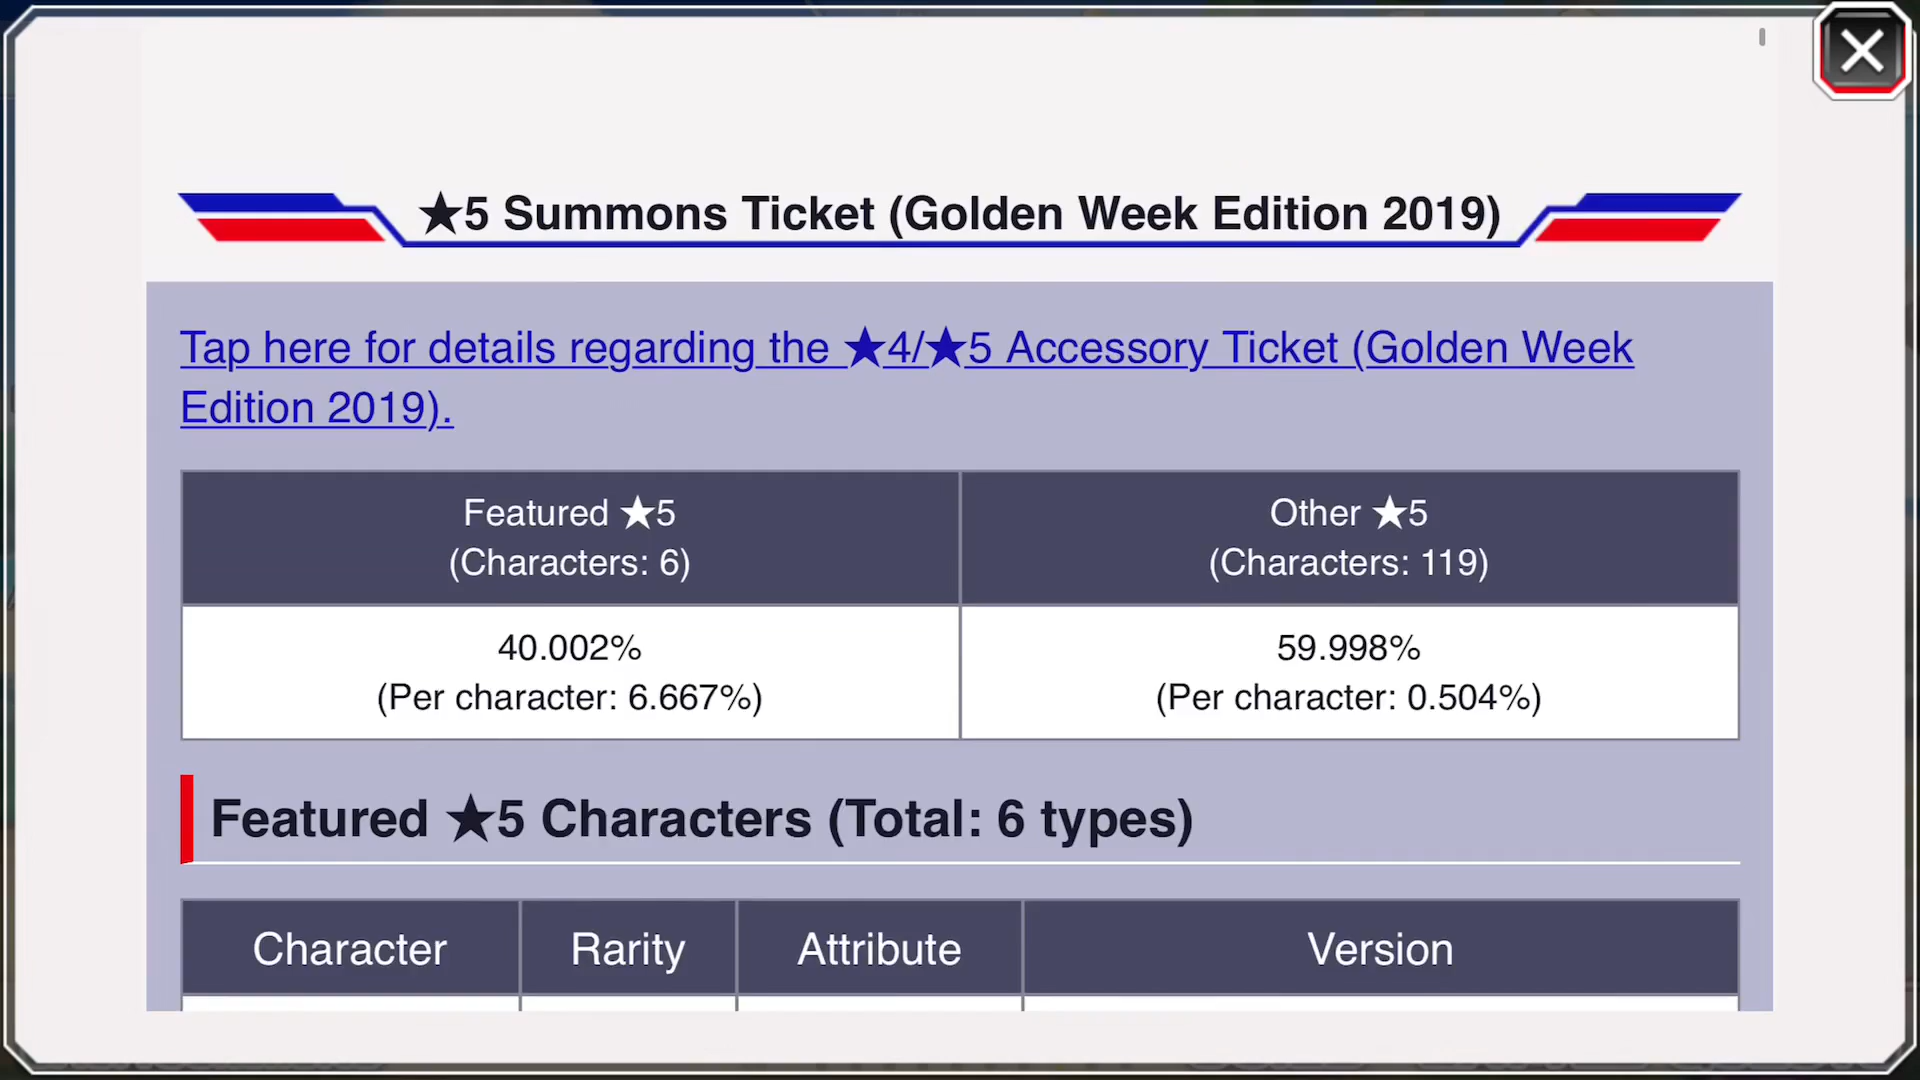 ★5 Summons Ticket (Golden Week Edition 2019)
Tap here for details regarding the ★4/★5 Accessory Ticket (Golden Week
Edition 2019).
Featured ★5
(Characters: 6)
Other ★5
(Characters: 119)
40.002%
(Per character: 6.667%)
59.998%
(Per character: 0.504%)
Featured ★5 Characters (Total: 6 types)
Character Rarity Attribute Version